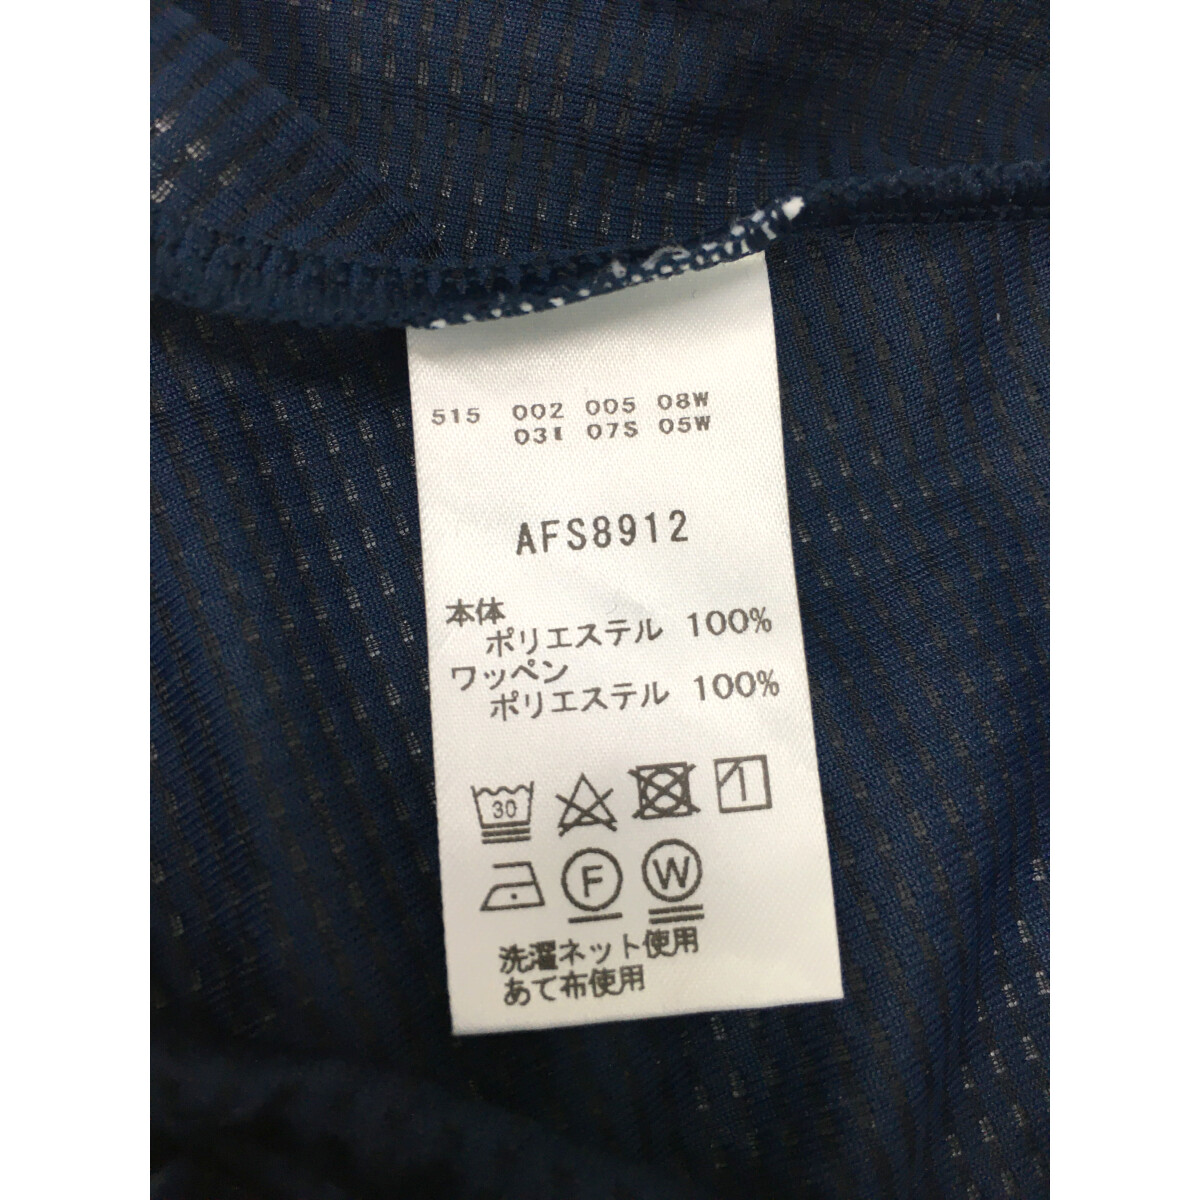 515 002 005 08W
03I 07S 05W
AFS8912
本体
ポリエステル 100%
ワッペン
ポリエステル 100%
30
F W
洗濯ネット使用
あて布使用